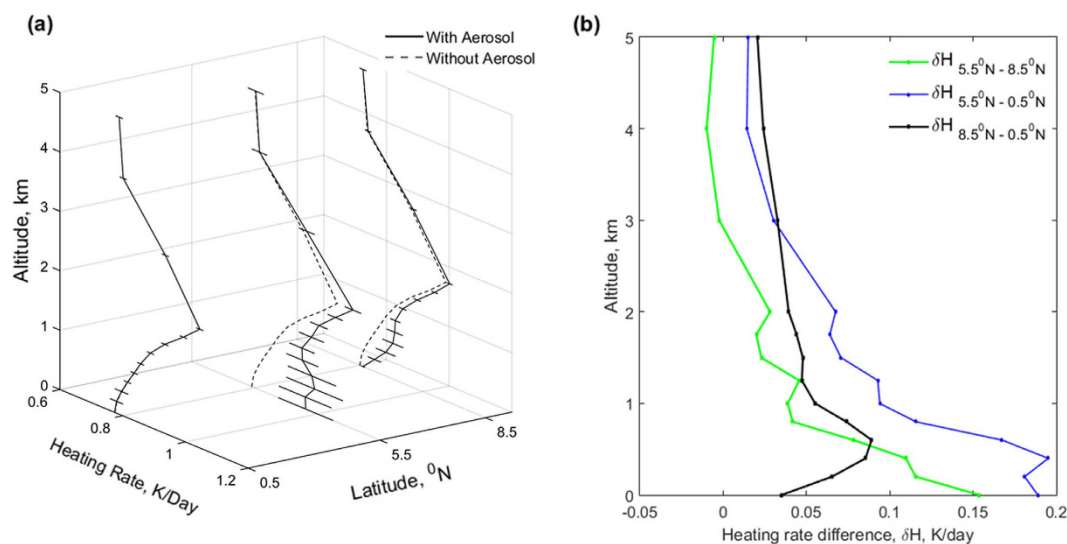 (a)
With Aerosol
Without Aerosol
Altitude, km
5
4
3
2
1
0
0.6
0.8
1
1.2
Heating Rate, K/Day
0.5
5.5
8.5
Latitude, ⁰N
(b)
δH 5.5⁰N - 8.5⁰N
δH 5.5⁰N - 0.5⁰N
δH 8.5⁰N - 0.5⁰N
Altitude, km
5
4
3
2
1
0
-0.05 0 0.05 0.1 0.15 0.2
Heating rate difference, δH, K/day